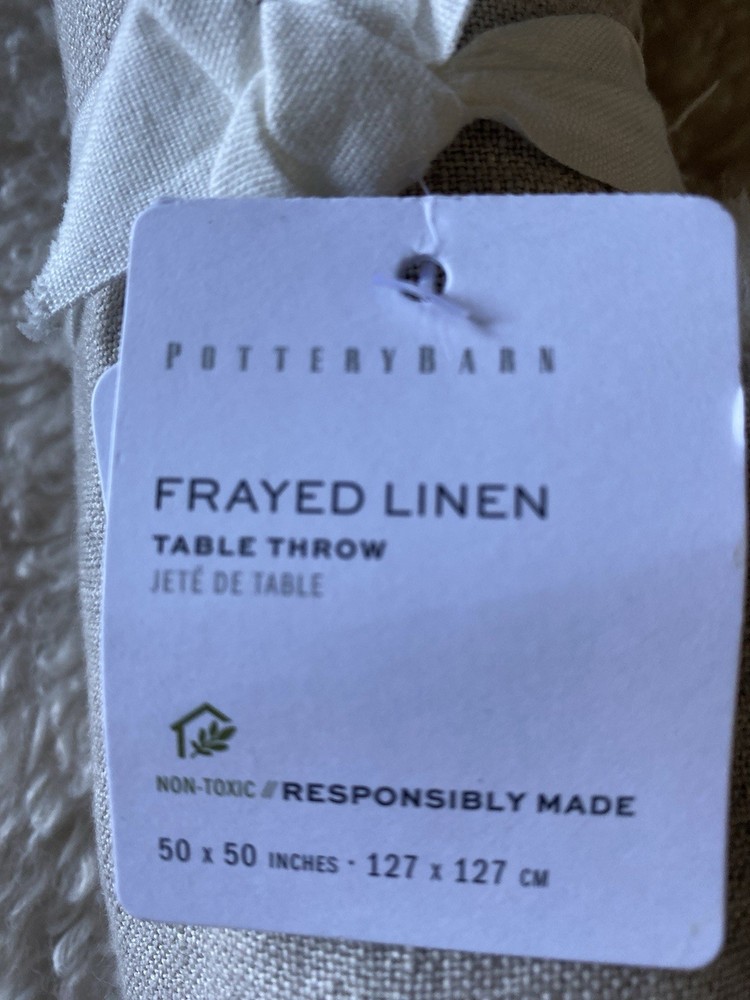 POTTERYBARN
FRAYED LINEN
TABLE THROW
JETÉ DE TABLE
NON-TOXIC // RESPONSIBLY MADE
50 x 50 INCHES · 127 x 127 CM